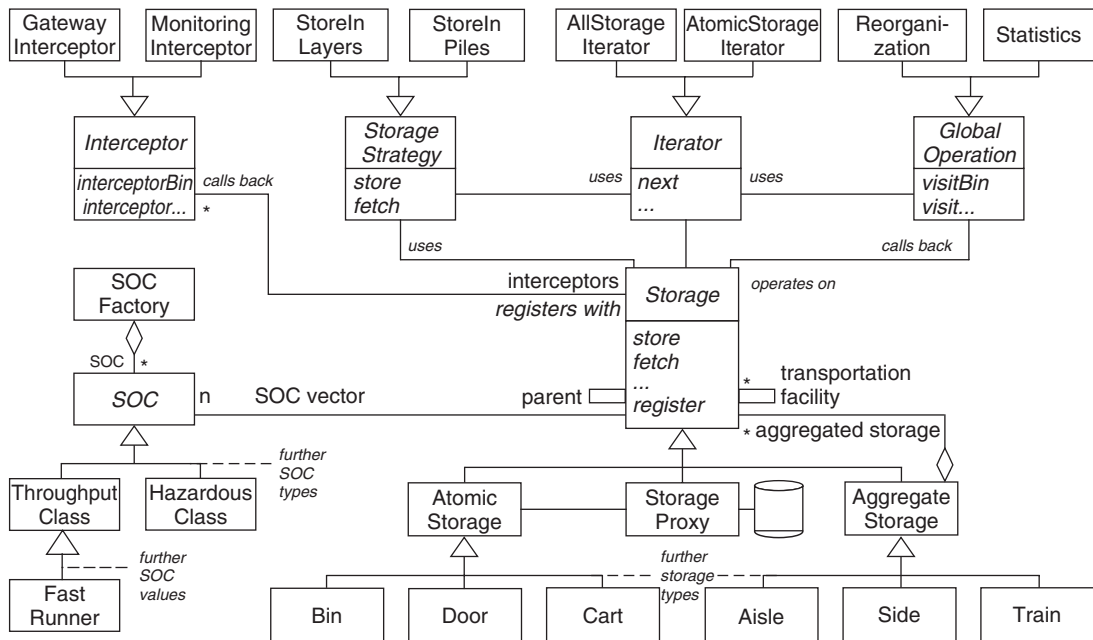 Gateway
Interceptor
Monitoring
Interceptor
StoreIn
Layers
StoreIn
Piles
AllStorage
Iterator
AtomicStorage
Iterator
Reorgani-
zation
Statistics
Interceptor
interceptorBin
interceptor...
calls back
*
Storage
Strategy
store
fetch
uses
Iterator
next
...
uses
Global
Operation
visitBin
visit...
uses
calls back
SOC
Factory
interceptors
registers with
Storage
operates on
store
fetch
...
register
SOC
*
SOC
n
SOC vector
parent
*
transportation
facility
*
aggregated storage
further
SOC
types
Throughput
Class
Hazardous
Class
Atomic
Storage
Storage
Proxy
Aggregate
Storage
further
SOC
values
further
storage
types
Fast
Runner
Bin
Door
Cart
Aisle
Side
Train